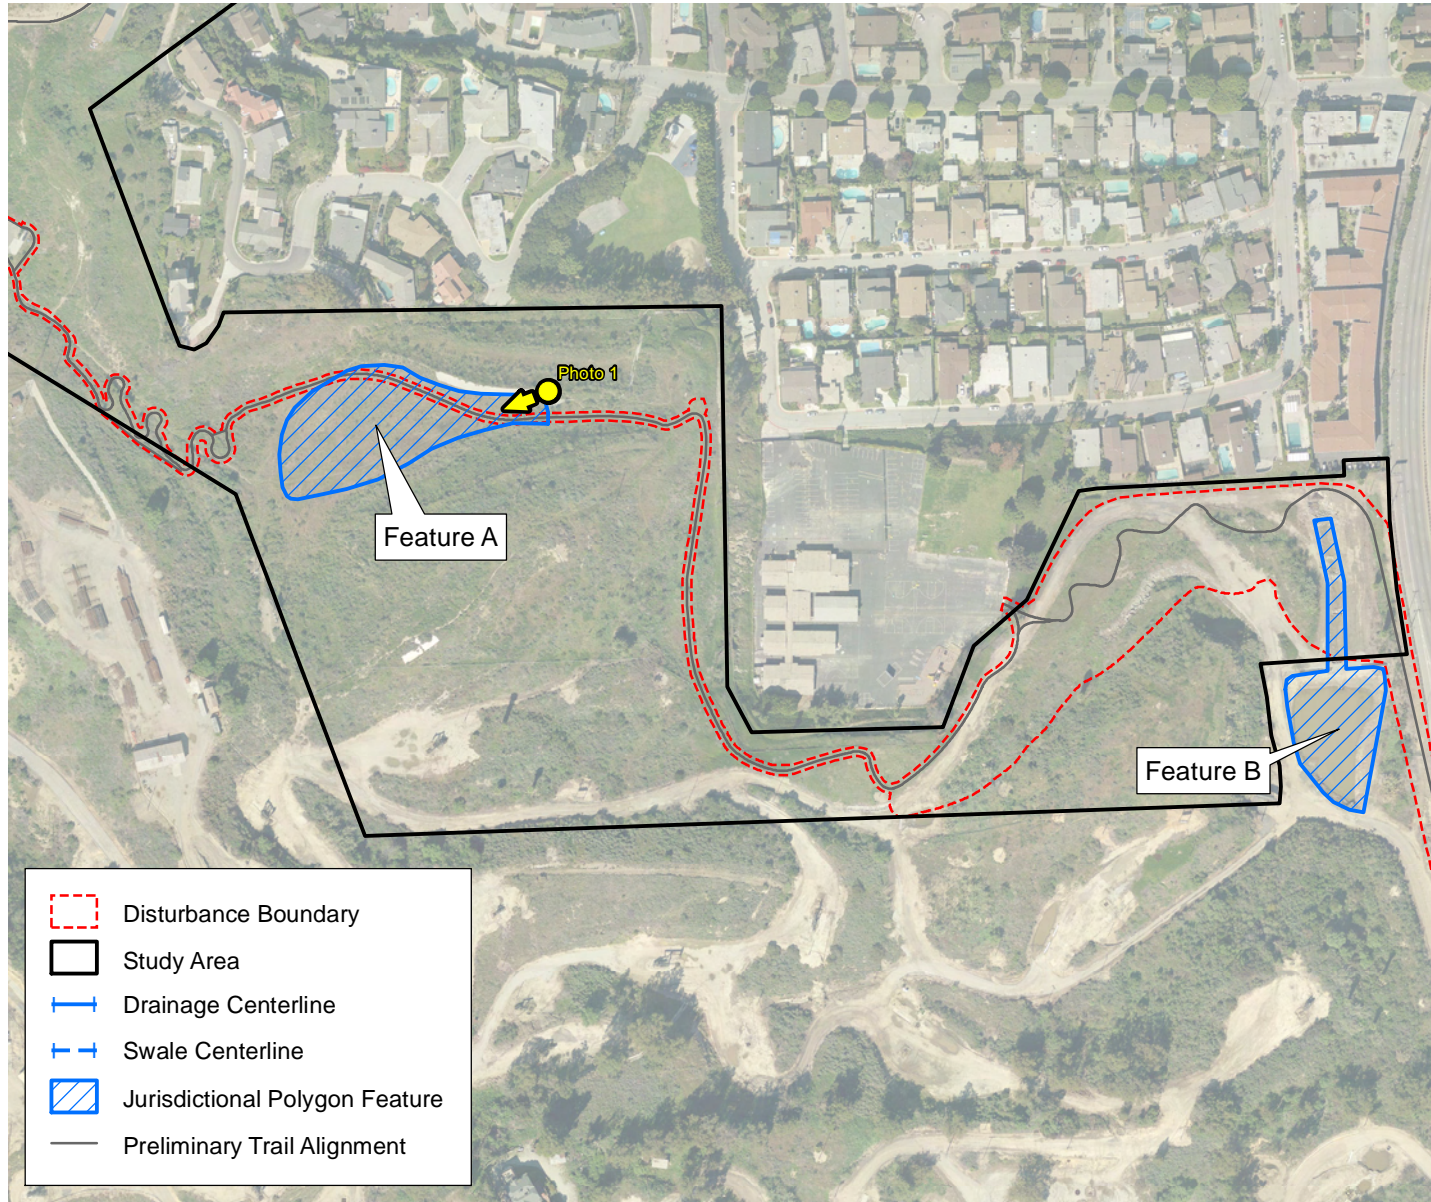 Photo 1
Feature A
Feature B
Disturbance Boundary
Study Area
Drainage Centerline
Swale Centerline
Jurisdictional Polygon Feature
Preliminary Trail Alignment